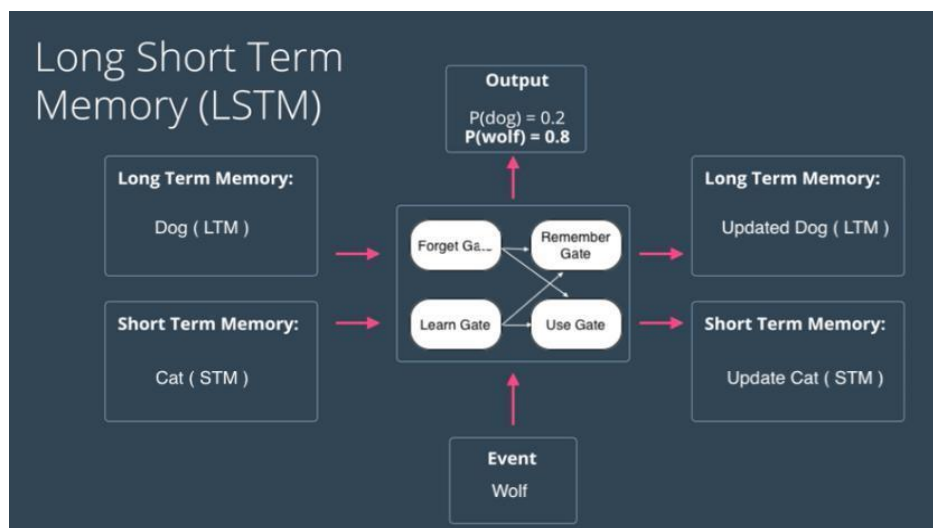 Long Short Term
Memory (LSTM)
Output
P(dog) = 0.2
P(wolf) = 0.8
Long Term Memory:
Dog ( LTM )
Long Term Memory:
Updated Dog ( LTM )
Forget Ga...
Remember
Gate
Learn Gate
Use Gate
Short Term Memory:
Cat ( STM )
Short Term Memory:
Update Cat ( STM )
Event
Wolf